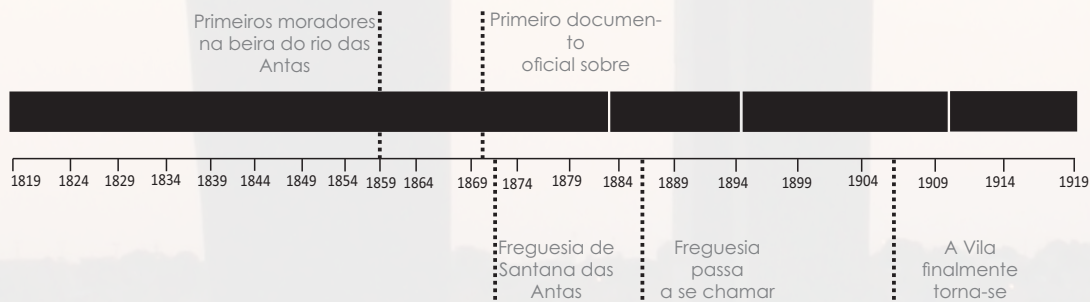 Primeiros moradores
na beira do rio das
Antas
Primeiro documen-
to
oficial sobre
1819 1824 1829 1834 1839 1844 1849 1854 1859 1864 1869 1874 1879 1884 1889 1894 1899 1904 1909 1914 1919
Freguesia de
Santana das
Antas
Freguesia
passa
a se chamar
A Vila
finalmente
torna-se